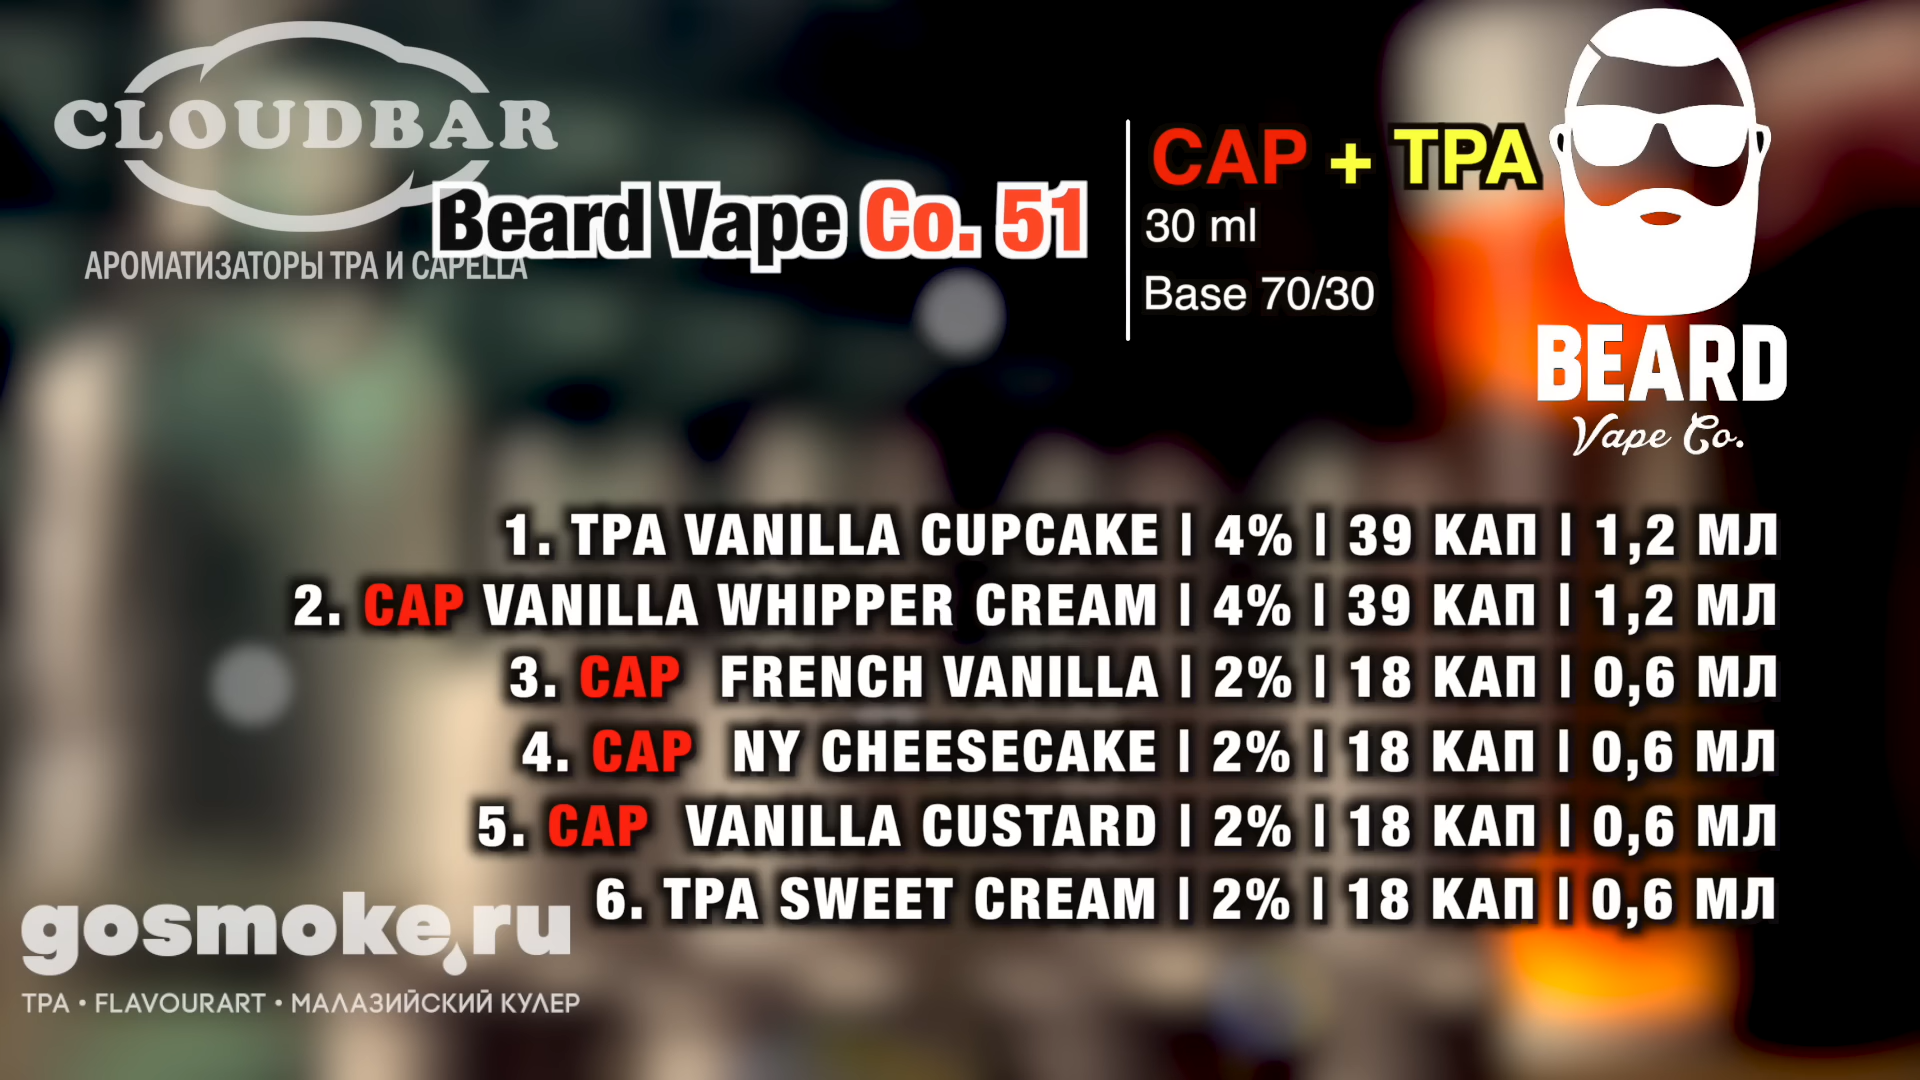 CLOUDBAR
АРОМАТИЗАТОРЫ TPA И CAPELLA
Beard Vape Co. 51
CAP + TPA
30 ml
Base 70/30
BEARD
Vape Co.
1. TPA VANILLA CUPCAKE | 4% | 39 КАП | 1,2 МЛ
2. CAP VANILLA WHIPPER CREAM | 4% | 39 КАП | 1,2 МЛ
3. CAP FRENCH VANILLA | 2% | 18 КАП | 0,6 МЛ
4. CAP NY CHEESECAKE | 2% | 18 КАП | 0,6 МЛ
5. CAP VANILLA CUSTARD | 2% | 18 КАП | 0,6 МЛ
6. TPA SWEET CREAM | 2% | 18 КАП | 0,6 МЛ
gosmoke.ru
TPA • FLAVOURART • МАЛАЗИЙСКИЙ КУЛЕР